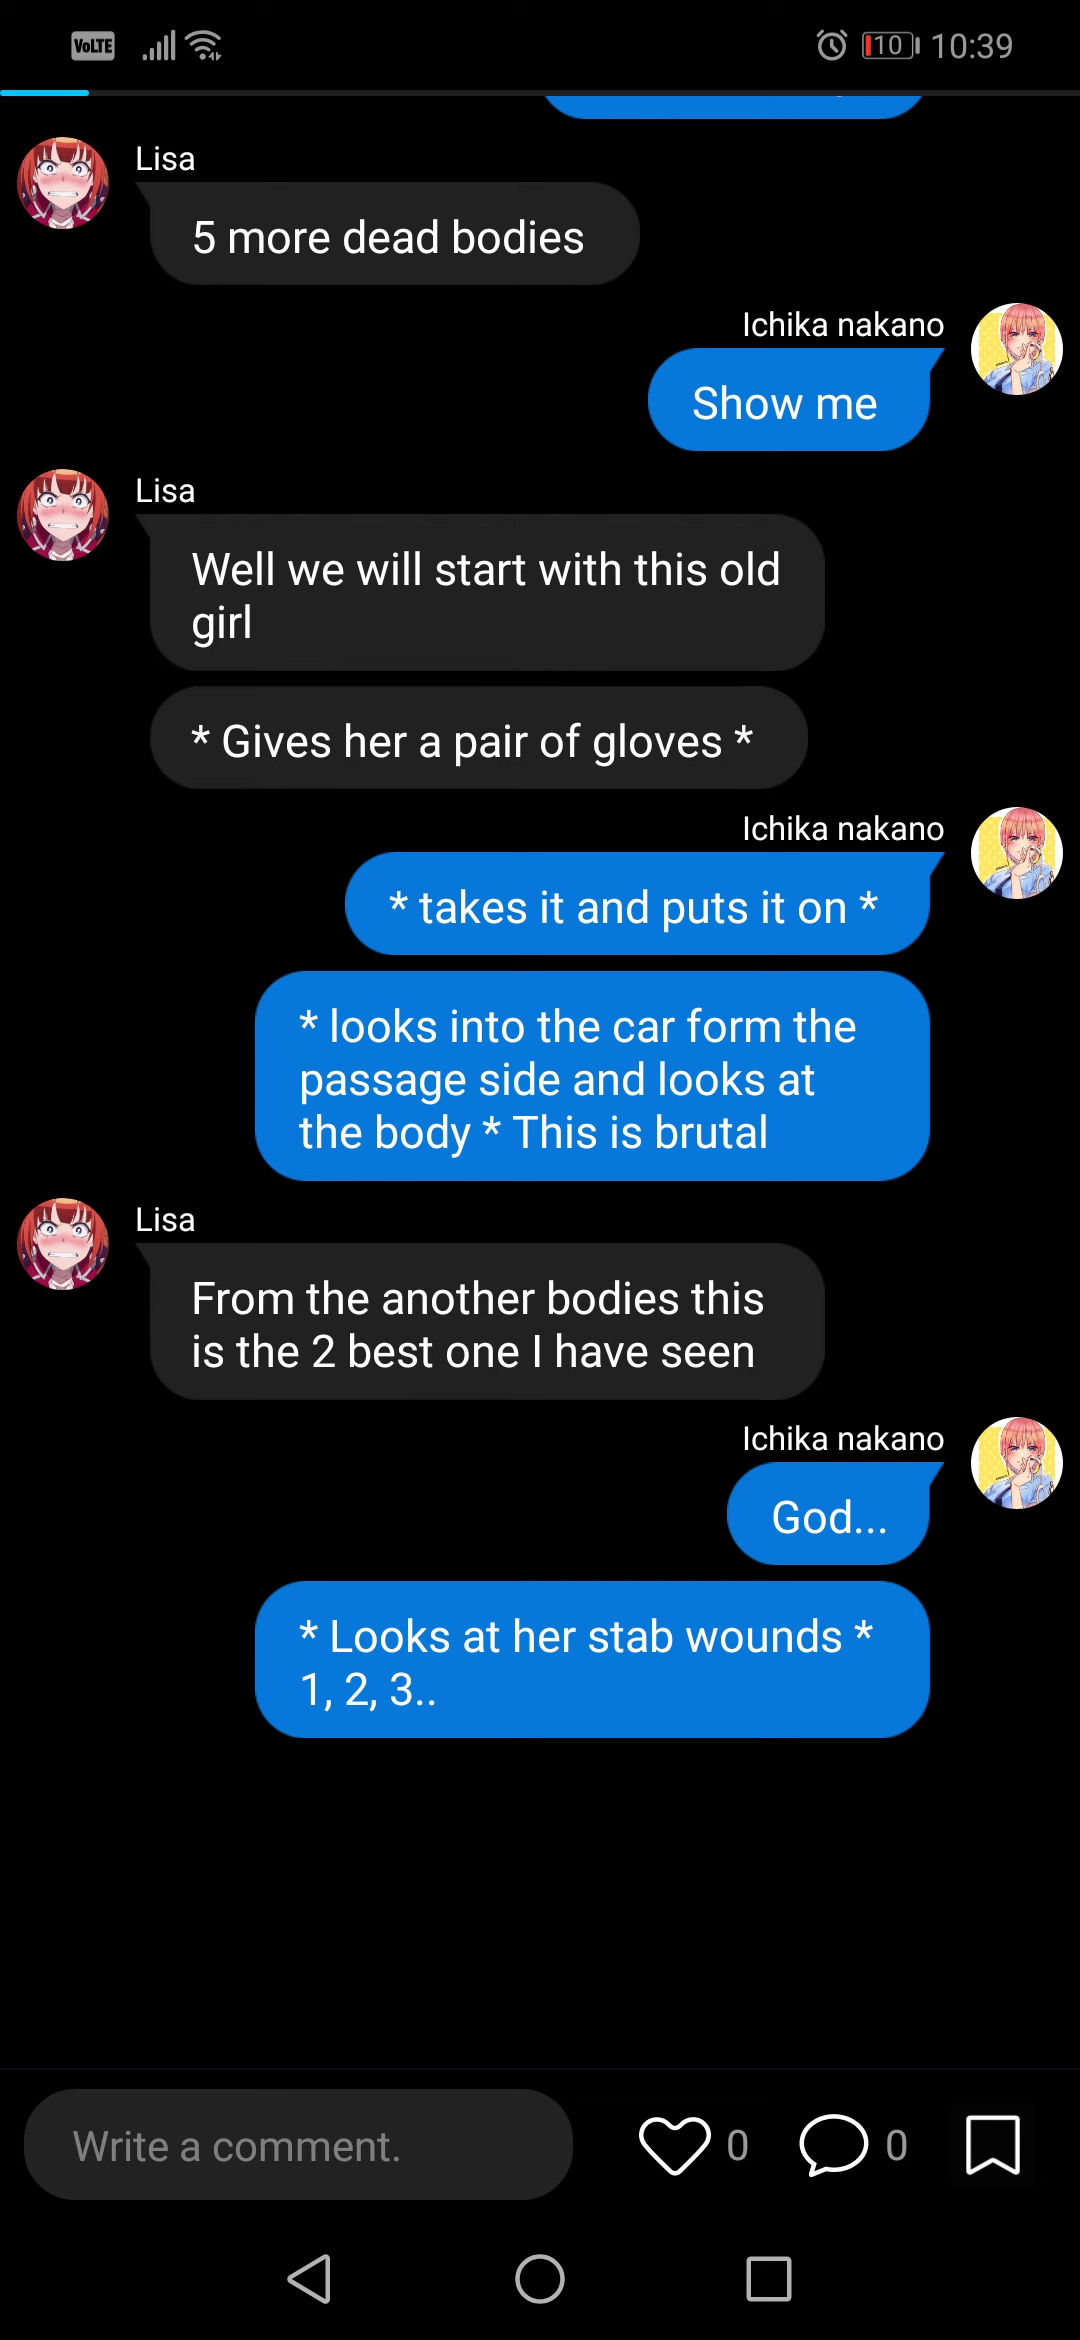 VoLTE
10
10:39
Lisa
5 more dead bodies
Ichika nakano
Show me
Lisa
Well we will start with this old
girl
* Gives her a pair of gloves *
Ichika nakano
* takes it and puts it on *
* looks into the car form the
passage side and looks at
the body * This is brutal
Lisa
From the another bodies this
is the 2 best one I have seen
Ichika nakano
God...
* Looks at her stab wounds *
1, 2, 3..
Write a comment.
0
0